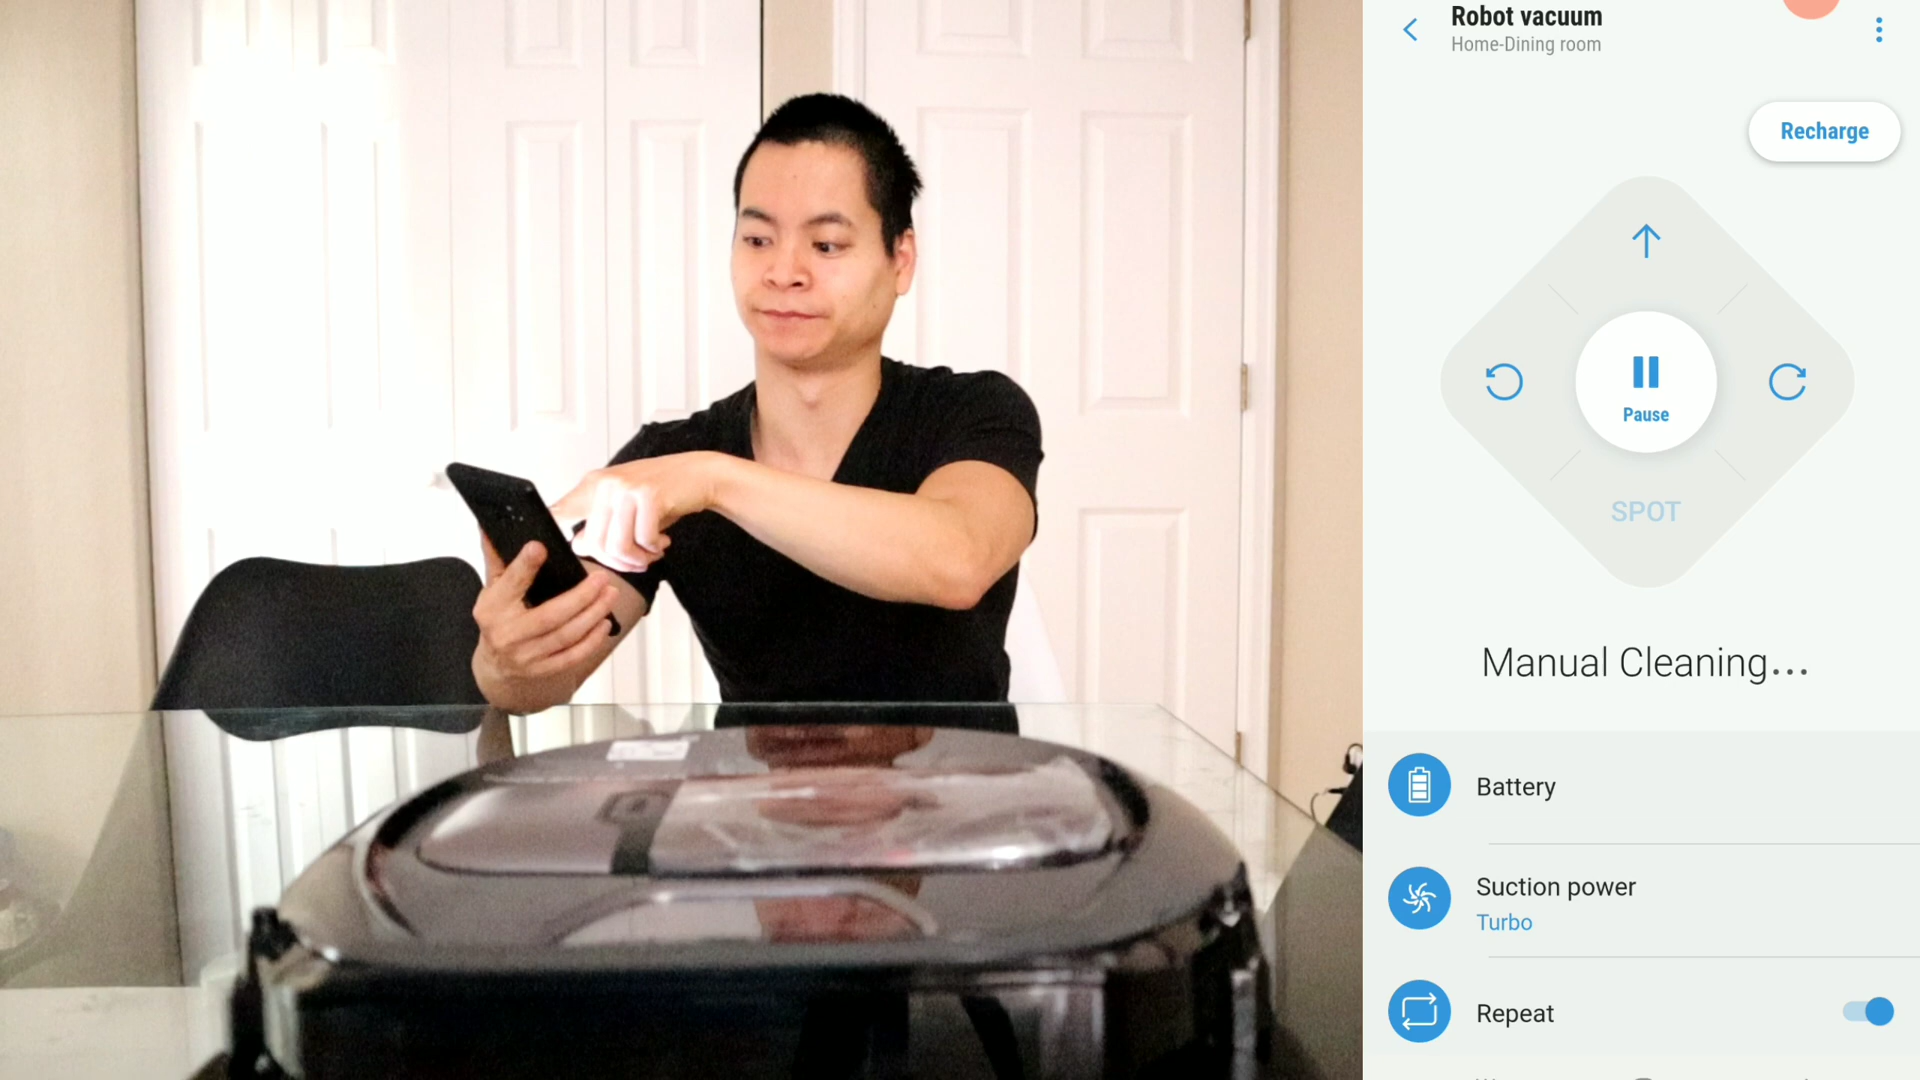 Robot vacuum
Home-Dining room
Recharge
Pause
SPOT
Manual Cleaning...
Battery
Suction power
Turbo
Repeat